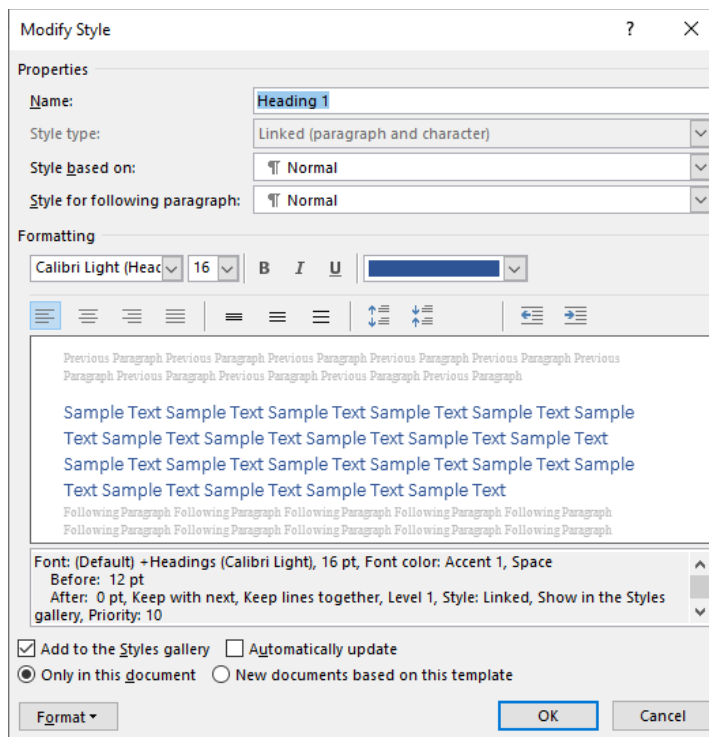 Modify Style
?
Properties
Name:
Heading 1
Style type:
Linked (paragraph and character)
Style based on:
¶ Normal
Style for following paragraph:
¶ Normal
Formatting
Calibri Light (Head
16
B I U
Previous Paragraph Previous Paragraph Previous Paragraph Previous Paragraph Previous Paragraph Previous
Paragraph Previous Paragraph Previous Paragraph Previous Paragraph Previous Paragraph
Sample Text Sample Text Sample Text Sample Text Sample Text Sample
Text Sample Text Sample Text Sample Text Sample Text Sample Text
Sample Text Sample Text Sample Text Sample Text Sample Text Sample
Text Sample Text Sample Text Sample Text Sample Text
Following Paragraph Following Paragraph Following Paragraph Following Paragraph Following Paragraph
Following Paragraph Following Paragraph Following Paragraph Following Paragraph Following Paragraph
Font: (Default) +Headings (Calibri Light), 16 pt, Font color: Accent 1, Space
Before: 12 pt
After: 0 pt, Keep with next, Keep lines together, Level 1, Style: Linked, Show in the Styles
gallery, Priority: 10
Add to the Styles gallery
Automatically update
Only in this document
New documents based on this template
Format
OK
Cancel